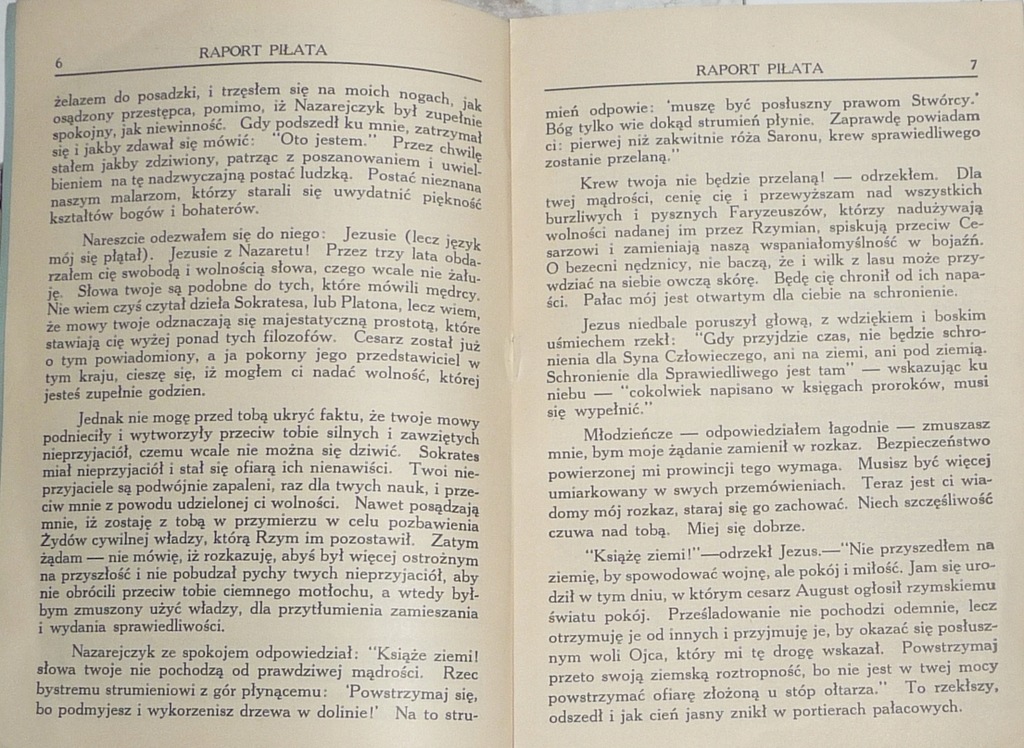 6
RAPORT PIŁATA
żelazem do posadzki, i trzęsłem się na moich nogach, jak
osądzony przestępca, pomimo, iż Nazarejczyk był zupełnie
spokojny, jak niewinność. Gdy podszedł ku mnie, zatrzymał
się i jakby zdawał się mówić: "Oto jestem." Przez chwilę
stałem jakby zdziwiony, patrząc z poszanowaniem i uwiel-
bieniem na tę nadzwyczajną postać ludzką. Postać nieznana
naszym malarzom, którzy starali się uwydatnić piękność
kształtów bogów i bohaterów.
Nareszcie odezwałem się do niego: Jezusie (lecz język
mój się plątał). Jezusie z Nazaretu! Przez trzy lata obda-
rzałem cię swobodą i wolnością słowa, czego wcale nie żału-
ję. Słowa twoje są podobne do tych, które mówili mędrcy.
Nie wiem czyś czytał dzieła Sokratesa, lub Platona, lecz wiem,
że mowy twoje odznaczają się majestatyczną prostotą, które
stawiają cię wyżej ponad tych filozofów. Cesarz został już
o tym powiadomiony, a ja pokorny jego przedstawiciel w
tym kraju, cieszę się, iż mogłem ci nadać wolność, której
jesteś zupełnie godzien.
Jednak nie mogę przed tobą ukryć faktu, że twoje mowy
podnieciły i wytworzyły przeciw tobie silnych i zawziętych
nieprzyjaciół, czemu wcale nie można się dziwić. Sokrates
miał nieprzyjaciół i stał się ofiarą ich nienawiści. Twoi nie-
przyjaciele są podwójnie zapaleni, raz dla twych nauk, i prze-
ciw mnie z powodu udzielonej ci wolności. Nawet posądzają
mnie, iż zostaję z tobą w przymierzu w celu pozbawienia
Żydów cywilnej władzy, którą Rzym im pozostawił. Zatym
żądam — nie mówię, iż rozkazuję, abyś był więcej ostrożnym
na przyszłość i nie pobudzał pychy twych nieprzyjaciół, aby
nie obrócili przeciw tobie ciemnego motłochu, a wtedy był-
bym zmuszony użyć władzy, dla przytłumienia zamieszania
i wydania sprawiedliwości.
Nazarejczyk ze spokojem odpowiedział: "Książe ziemi!
słowa twoje nie pochodzą od prawdziwej mądrości. Rzec
bystremu strumieniowi z gór płynącemu: 'Powstrzymaj się,
bo podmyjesz i wykorzenisz drzewa w dolinie!' Na to stru-
RAPORT PIŁATA
7
mień odpowie: 'muszę być posłuszny prawom Stwórcy.'
Bóg tylko wie dokąd strumień płynie. Zaprawdę powiadam
ci: pierwej niż zakwitnie róża Saronu, krew sprawiedliwego
zostanie przelaną."
Krew twoja nie będzie przelaną! — odrzekłem. Dla
twej mądrości, cenię cię i przewyższam nad wszystkich
burzliwych i pysznych Faryzeuszów, którzy nadużywają
wolności nadanej im przez Rzymian, spiskują przeciw Ce-
sarzowi i zamieniają naszą wspaniałomyślność w bojaźń.
O bezecni nędznicy, nie baczą, że i wilk z lasu może przy-
wdziać na siebie owczą skórę. Będę cię chronił od ich napa-
ści. Pałac mój jest otwartym dla ciebie na schronienie.
Jezus niedbale poruszył głową, z wdziękiem i boskim
uśmiechem rzekł: "Gdy przyjdzie czas, nie będzie schro-
nienia dla Syna Człowieczego, ani na ziemi, ani pod ziemią.
Schronienie dla Sprawiedliwego jest tam" — wskazując ku
niebu — "cokolwiek napisano w księgach proroków, musi
się wypełnić."
Młodzieńcze — odpowiedziałem łagodnie — zmuszasz
mnie, bym moje żądanie zamienił w rozkaz. Bezpieczeństwo
powierzonej mi prowincji tego wymaga. Musisz być więcej
umiarkowany w swych przemówieniach. Teraz jest ci wia-
domy mój rozkaz, staraj się go zachować. Niech szczęśliwość
czuwa nad tobą. Miej się dobrze.
"Książę ziemi!"—odrzekł Jezus.—"Nie przyszedłem na
ziemię, by spowodować wojnę, ale pokój i miłość. Jam się uro-
dził w tym dniu, w którym cesarz August ogłosił rzymskiemu
światu pokój. Prześladowanie nie pochodzi odemnie, lecz
otrzymuję je od innych i przyjmuję je, by okazać się posłusz-
nym woli Ojca, który mi tę drogę wskazał. Powstrzymaj
przeto swoją ziemską roztropność, bo nie jest w twej mocy
powstrzymać ofiarę złożoną u stóp ołtarza." To rzekłszy,
odszedł i jak cień jasny znikł w portierach pałacowych.